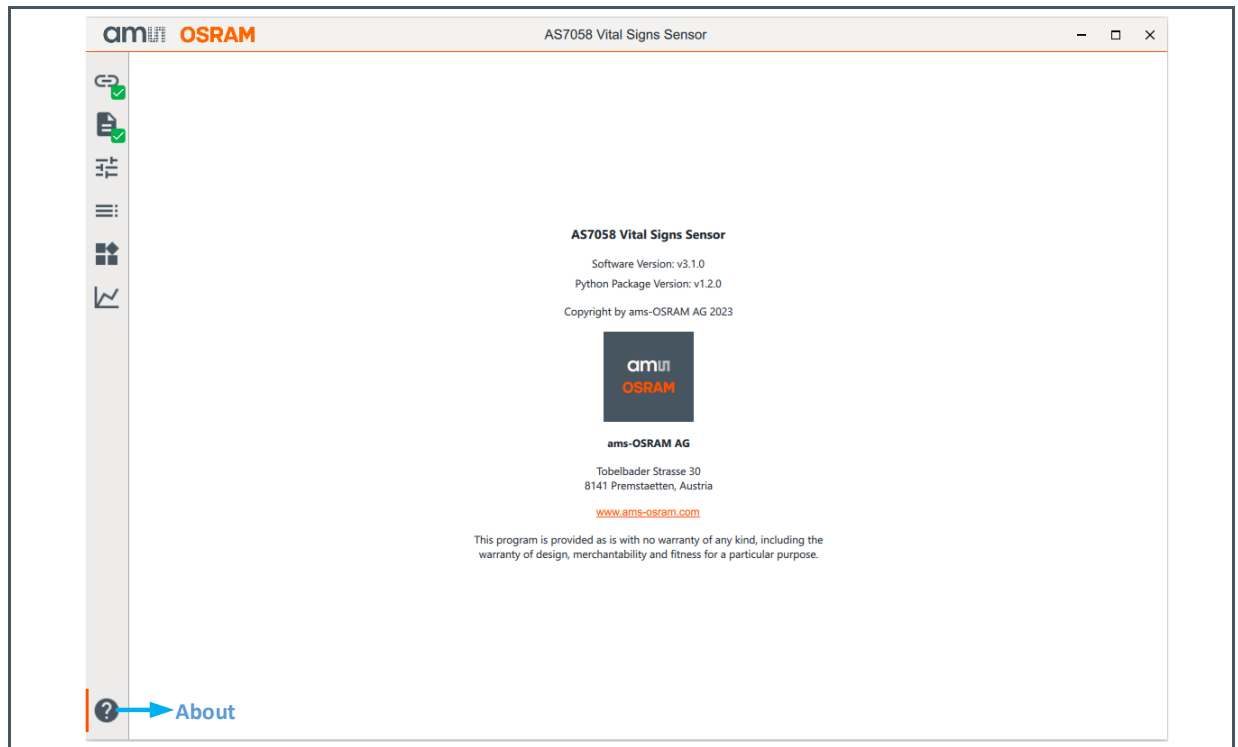 am OSRAM
AS7058 Vital Signs Sensor
AS7058 Vital Signs Sensor
Software Version: v3.1.0
Python Package Version: v1.2.0
Copyright by ams-OSRAM AG 2023
am
OSRAM
ams-OSRAM AG
Tobelbader Strasse 30
8141 Premstaetten, Austria
www.ams-osram.com
This program is provided as is with no warranty of any kind, including the
warranty of design, merchantability and fitness for a particular purpose.
? About